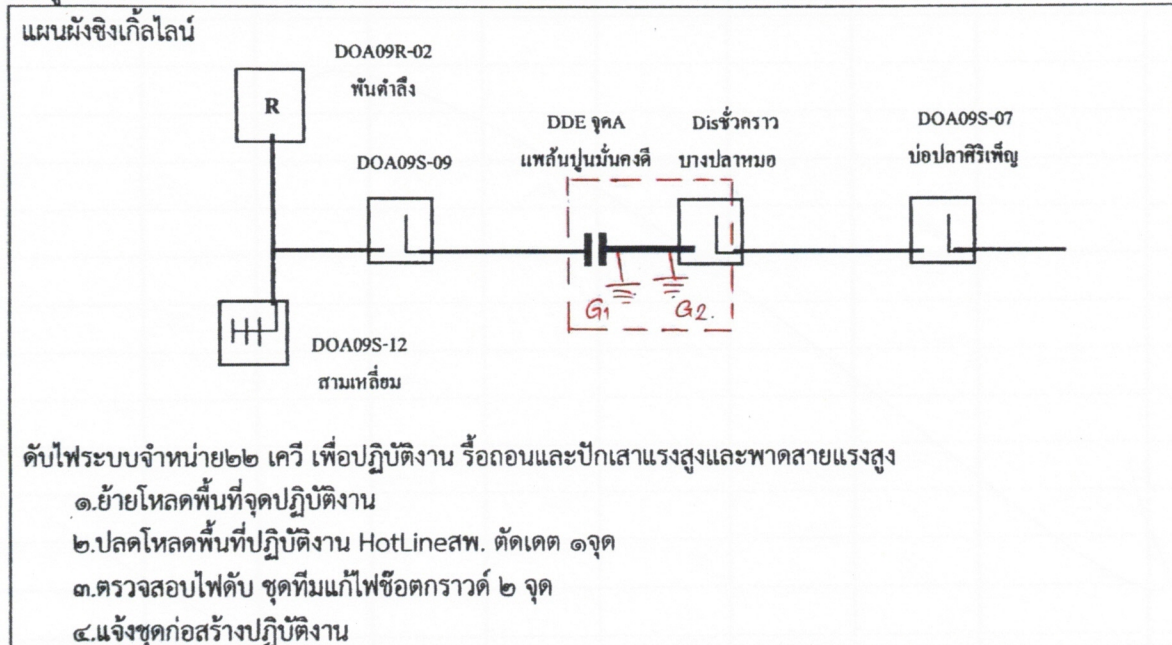 แผนผังซิงเกิ้ลไลน์
DOA09R-02
พันตำลึง
R
DOA09S-09
DDE จุดA
แพล้นปูนมั่นคงดี
Disชั่วคราว
บางปลาหมอ
DOA09S-07
บ่อปลาศิริเพ็ญ
G1
G2.
DOA09S-12
สามเหลี่ยม
ดับไฟระบบจำหน่าย๒๒ เควี เพื่อปฏิบัติงาน รื้อถอนและปักเสาแรงสูงและพาดสายแรงสูง
๑.ย้ายโหลดพื้นที่จุดปฏิบัติงาน
๒.ปลดโหลดพื้นที่ปฏิบัติงาน HotLineสพ. ตัดเดต ๑จุด
๓.ตรวจสอบไฟดับ ชุดทีมแก้ไฟช๊อตกราวด์ ๒ จุด
๔.แจ้งชุดก่อสร้างปฏิบัติงาน